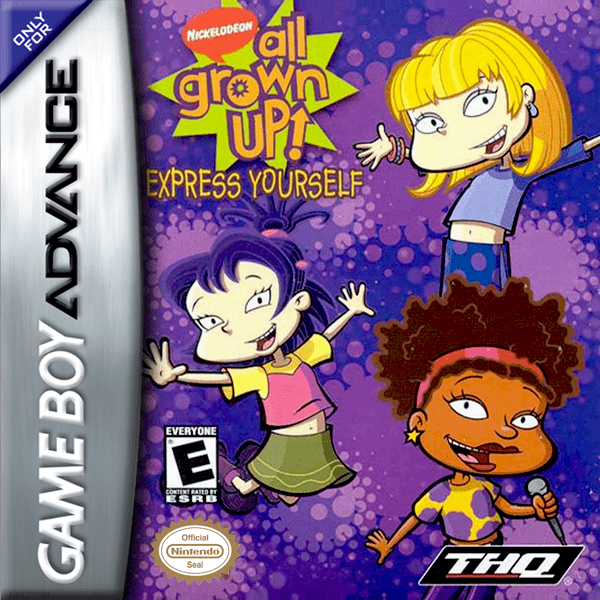 ONLY
FOR
GAME BOY ADVANCE
NICKELODEON
all
grown
UP!
EXPRESS YOURSELF
EVERYONE
E
CONTENT RATED BY
ESRB
Official
Nintendo
Seal
THQ
®